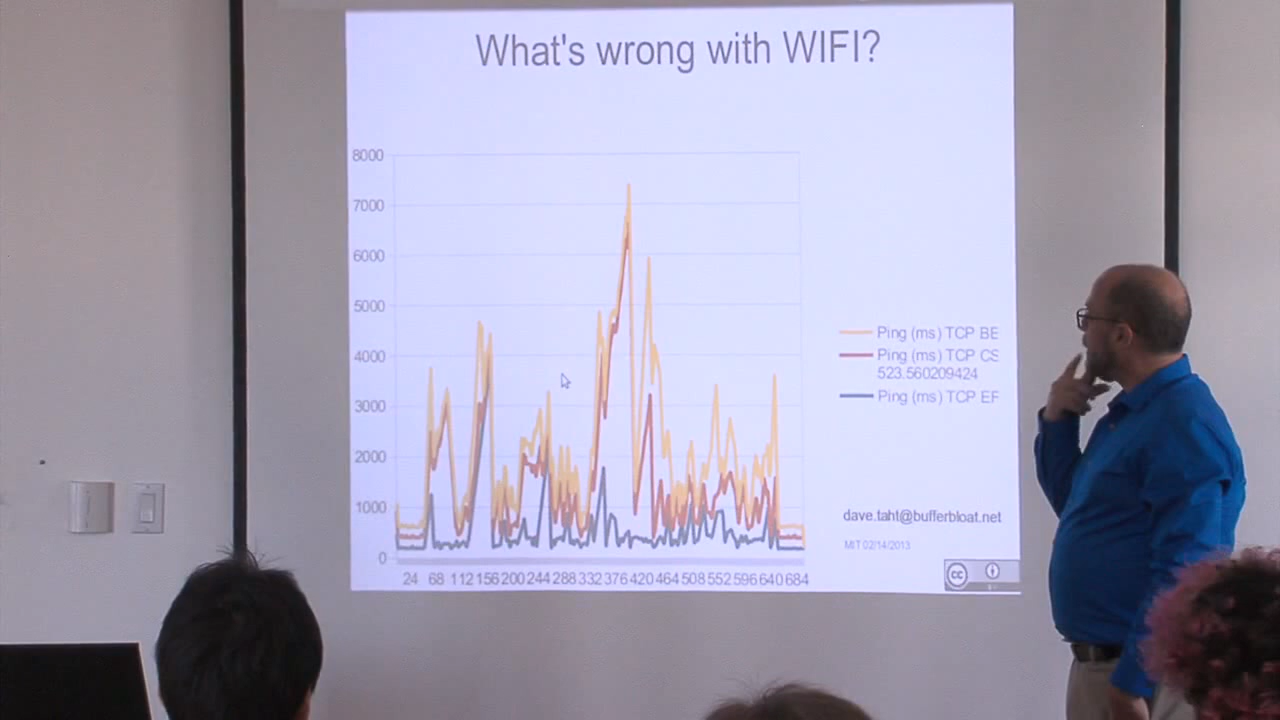 What's wrong with WIFI?
8000
7000
6000
5000
4000
3000
2000
1000
0
24 68 112 156 200 244 288 332 376 420 464 508 552 596 640 684
Ping (ms) TCP BE
Ping (ms) TCP CS
523.560209424
Ping (ms) TCP EF
dave.taht@bufferbloat.net
MIT 02/14/2013
cc